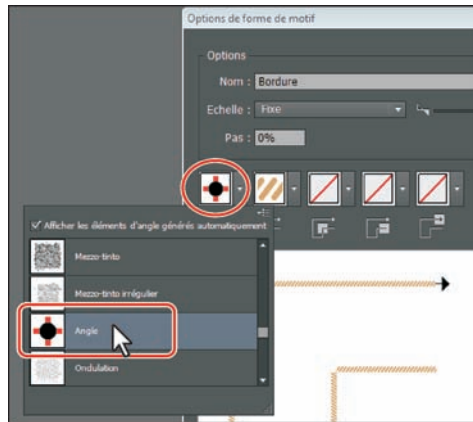 Options de forme de motif
Options
Nom : Bordure
Echelle : Fixe
Pas : 0%
Afficher les éléments d'angle générés automatiquement
Mezzo-tinto
Mezzo-tinto irrégulier
Angle
Ondulation